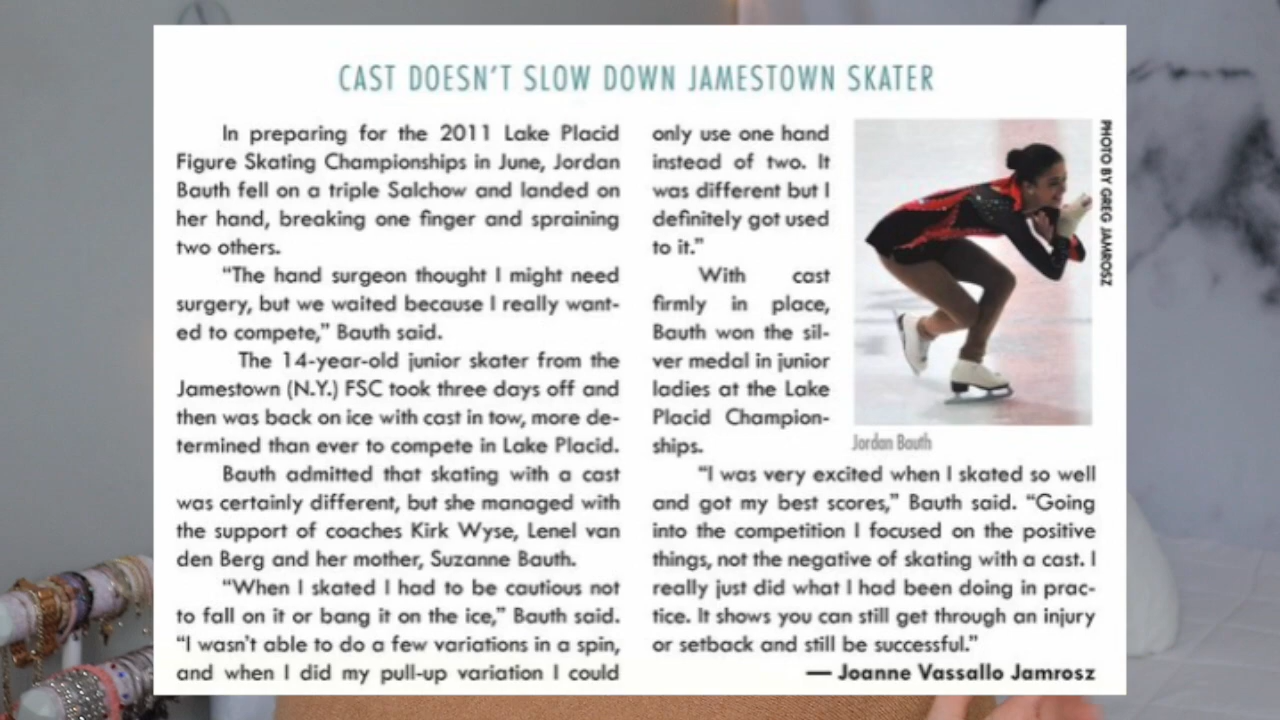 CAST DOESN'T SLOW DOWN JAMESTOWN SKATER
In preparing for the 2011 Lake Placid
Figure Skating Championships in June, Jordan
Bauth fell on a triple Salchow and landed on
her hand, breaking one finger and spraining
two others.
"The hand surgeon thought I might need
surgery, but we waited because I really want-
ed to compete," Bauth said.
The 14-year-old junior skater from the
Jamestown (N.Y.) FSC took three days off and
then was back on ice with cast in tow, more de-
termined than ever to compete in Lake Placid.
Bauth admitted that skating with a cast
was certainly different, but she managed with
the support of coaches Kirk Wyse, Lenel van
den Berg and her mother, Suzanne Bauth.
"When I skated I had to be cautious not
to fall on it or bang it on the ice," Bauth said.
"I wasn't able to do a few variations in a spin,
and when I did my pull-up variation I could
only use one hand
instead of two. It
was different but I
definitely got used
to it."
With cast
firmly in place,
Bauth won the sil-
ver medal in junior
ladies at the Lake
Placid Champion-
ships.
"I was very excited when I skated so well
and got my best scores," Bauth said. "Going
into the competition I focused on the positive
things, not the negative of skating with a cast. I
really just did what I had been doing in prac-
tice. It shows you can still get through an injury
or setback and still be successful."
— Joanne Vassallo Jamrosz
PHOTO BY GREG JAMROSZ
Jordan Bauth